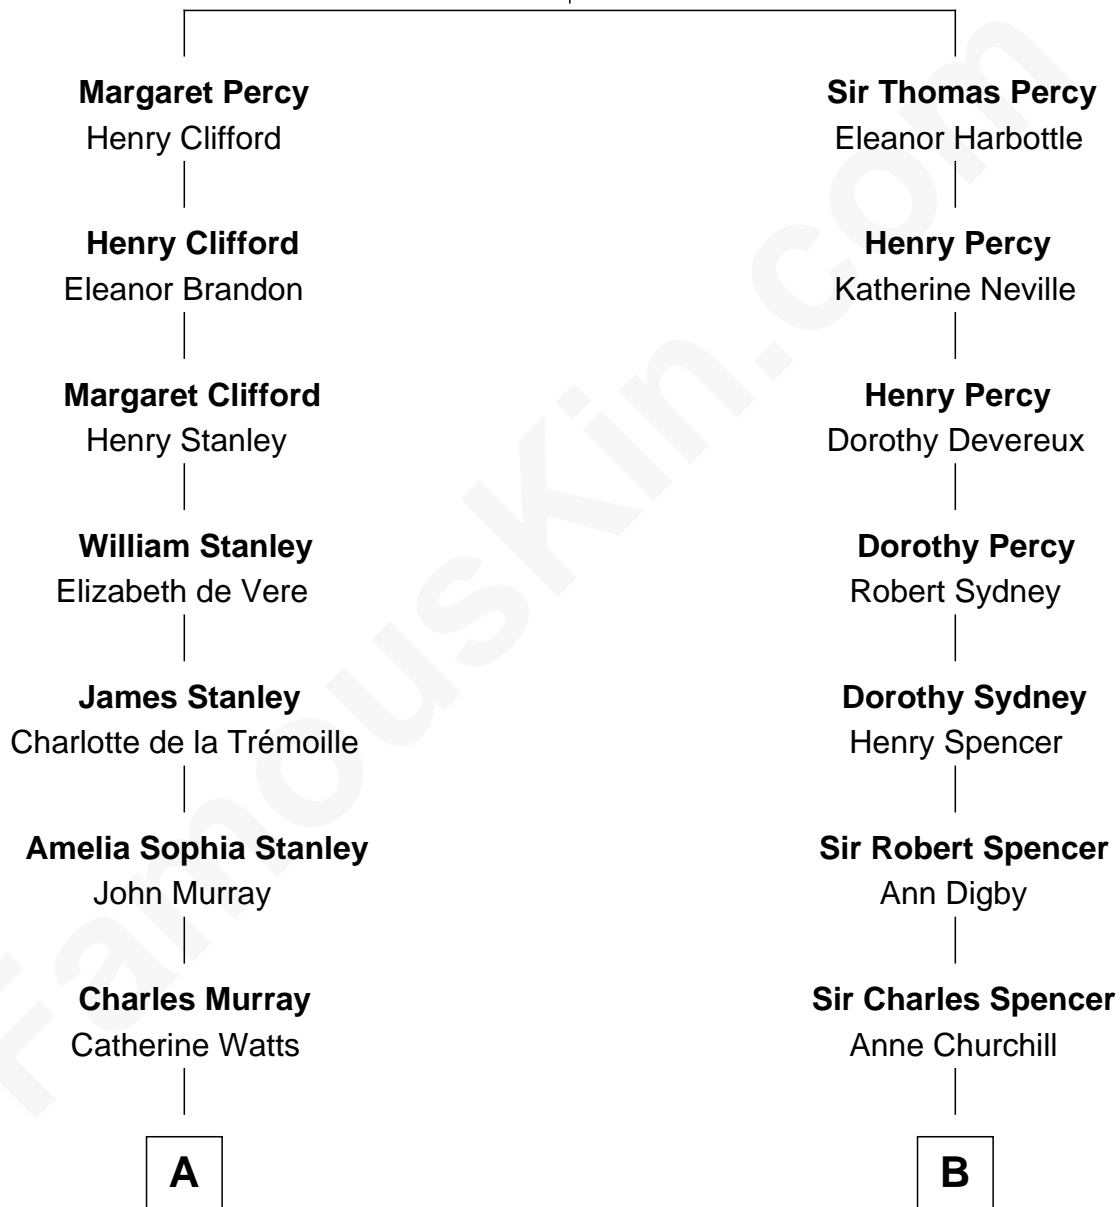 Margaret Percy
Henry Clifford
Sir Thomas Percy
Eleanor Harbottle
Henry Clifford
Eleanor Brandon
Henry Percy
Katherine Neville
Margaret Clifford
Henry Stanley
Henry Percy
Dorothy Devereux
William Stanley
Elizabeth de Vere
Dorothy Percy
Robert Sydney
James Stanley
Charlotte de la Trémoille
Dorothy Sydney
Henry Spencer
Amelia Sophia Stanley
John Murray
Sir Robert Spencer
Ann Digby
Charles Murray
Catherine Watts
Sir Charles Spencer
Anne Churchill
A
B
FamousKin.com